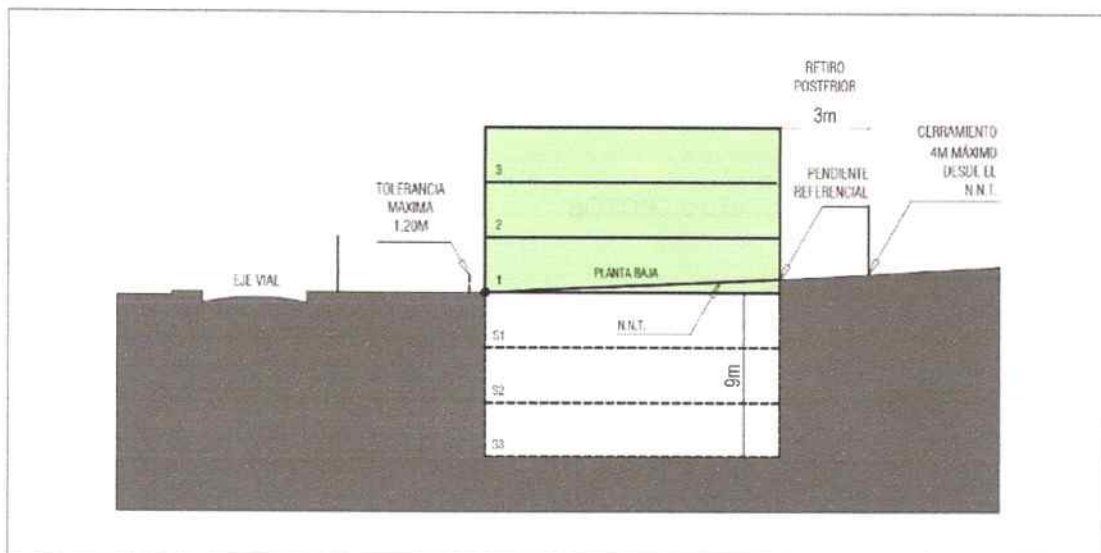 RETIRO
POSTERIOR
3m
CERRAMIENTO
4M MÁXIMO
DESDE EL
N.N.T.
PENDIENTE
REFERENCIAL
TOLERANCIA
MÁXIMA
1.20M
3
2
1
PLANTA BAJA
EJE VIAL
N.N.T.
S1
S2
S3
9m